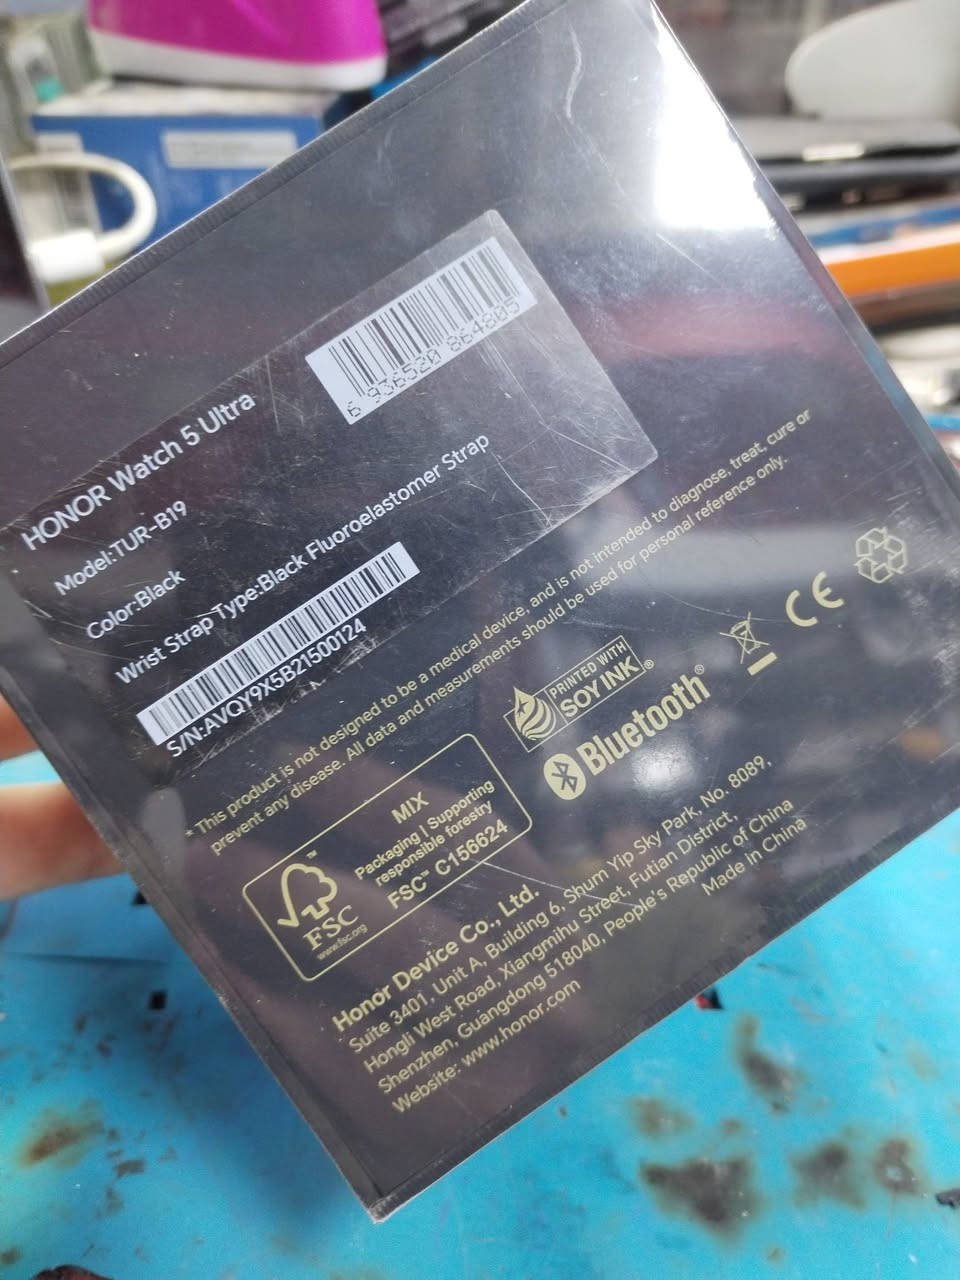 6 936520 864805
HONOR Watch 5 Ultra
Model:TUR-B19
Color:Black
Wrist Strap Type:Black Fluoroelastomer Strap
S/N:AVQY9X5B21500124
* This product is not designed to be a medical device, and is not intended to diagnose, treat, cure or
prevent any disease. All data and measurements should be used for personal reference only.
FSC™
www.fsc.org
MIX
Packaging | Supporting
responsible forestry
FSC™ C156624
PRINTED WITH
SOY INK®
Bluetooth®
CE
Honor Device Co., Ltd.
Suite 3401, Unit A, Building 6, Shum Yip Sky Park, No. 8089,
Hongli West Road, Xiangmihu Street, Futian District,
Shenzhen, Guangdong 518040, People's Republic of China
Website: www.honor.com
Made in China